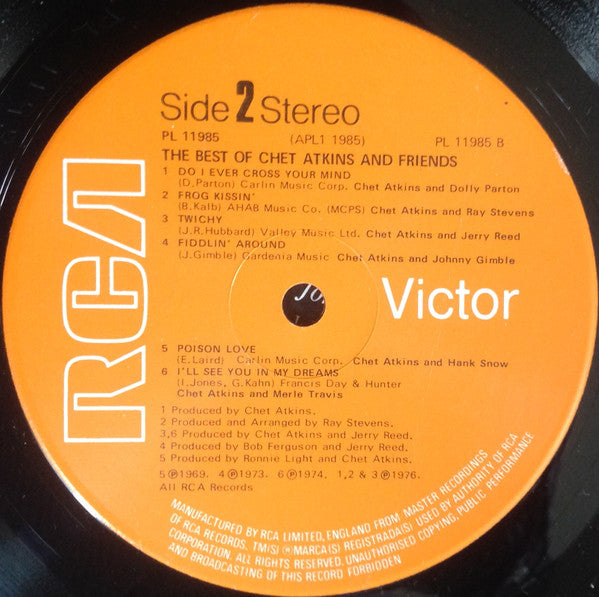 Side 2 Stereo
PL 11985 (APL1 1985) PL 11985 B
THE BEST OF CHET ATKINS AND FRIENDS
1 DO I EVER CROSS YOUR MIND
(D. Parton) Carlin Music Corp. Chet Atkins and Dolly Parton
2 FROG KISSIN'
(B.Kalb) AHAB Music Co. (MCPS) Chet Atkins and Ray Stevens
3 TWICHY
(J.R.Hubbard) Valley Music Ltd. Chet Atkins and Jerry Reed
4 FIDDLIN' AROUND
(J.Gimble) Gardenia Music Chet Atkins and Johnny Gimble
RCA Victor
5 POISON LOVE
(E.Laird) Carlin Music Corp. Chet Atkins and Hank Snow
6 I'LL SEE YOU IN MY DREAMS
(I.Jones, G.Kahn) Francis Day & Hunter
Chet Atkins and Merle Travis
1 Produced by Chet Atkins.
2 Produced and Arranged by Ray Stevens.
3,6 Produced by Chet Atkins and Jerry Reed.
4 Produced by Bob Ferguson and Jerry Reed.
5 Produced by Ronnie Light and Chet Atkins.
5 ℗1969. 4 ℗1973. 6 ℗1974. 1,2 & 3 ℗1976.
All RCA Records
MANUFACTURED BY RCA LIMITED, ENGLAND FROM MASTER RECORDINGS
OF RCA RECORDS, TM(S) ® MARCA(S) REGISTRADA(S) USED BY AUTHORITY OF RCA
CORPORATION. ALL RIGHTS RESERVED. UNAUTHORISED COPYING, PUBLIC PERFORMANCE
AND BROADCASTING OF THIS RECORD FORBIDDEN